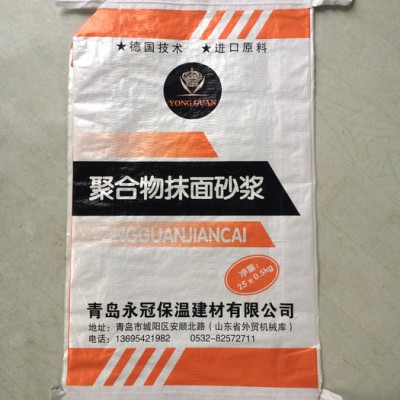 ★德国技术 ★进口原料
YONG GUAN
聚合物抹面砂浆
YONGGUANJIANCAI
净重:
25±0.5kg
青岛永冠保温建材有限公司
地址: 青岛市城阳区安顺北路（山东省外贸机械库）
电话: 13695421982 0532-82572711